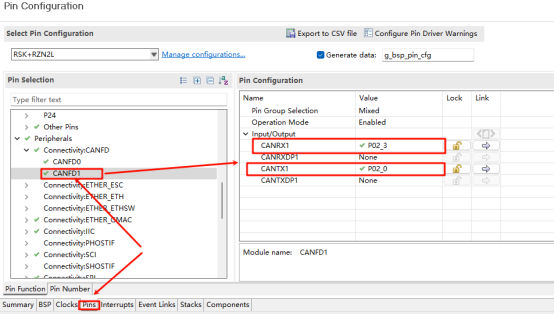 Pin Configuration
Select Pin Configuration
Export to CSV file
Configure Pin Driver Warnings
RSK+RZN2L
Manage configurations...
Generate data:
g_bsp_pin_cfg
Pin Selection
Type filter text
P24
Other Pins
Peripherals
Connectivity:CANFD
CANFD0
CANFD1
Connectivity:ETHER_ESC
Connectivity:ETHER_ETH
Connectivity:ETHER_ETHSW
Connectivity:ETHER_GMAC
Connectivity:IIC
Connectivity:PHOSTIF
Connectivity:SCI
Connectivity:SHOSTIF
Connectivity:SPI
Pin Configuration
Name Value Lock Link
Pin Group Selection Mixed
Operation Mode Enabled
Input/Output
CANRX1 P02_3
CANRXDP1 None
CANTX1 P02_0
CANTXDP1 None
Module name: CANFD1
Pin Function Pin Number
Summary BSP Clocks Pins Interrupts Event Links Stacks Components